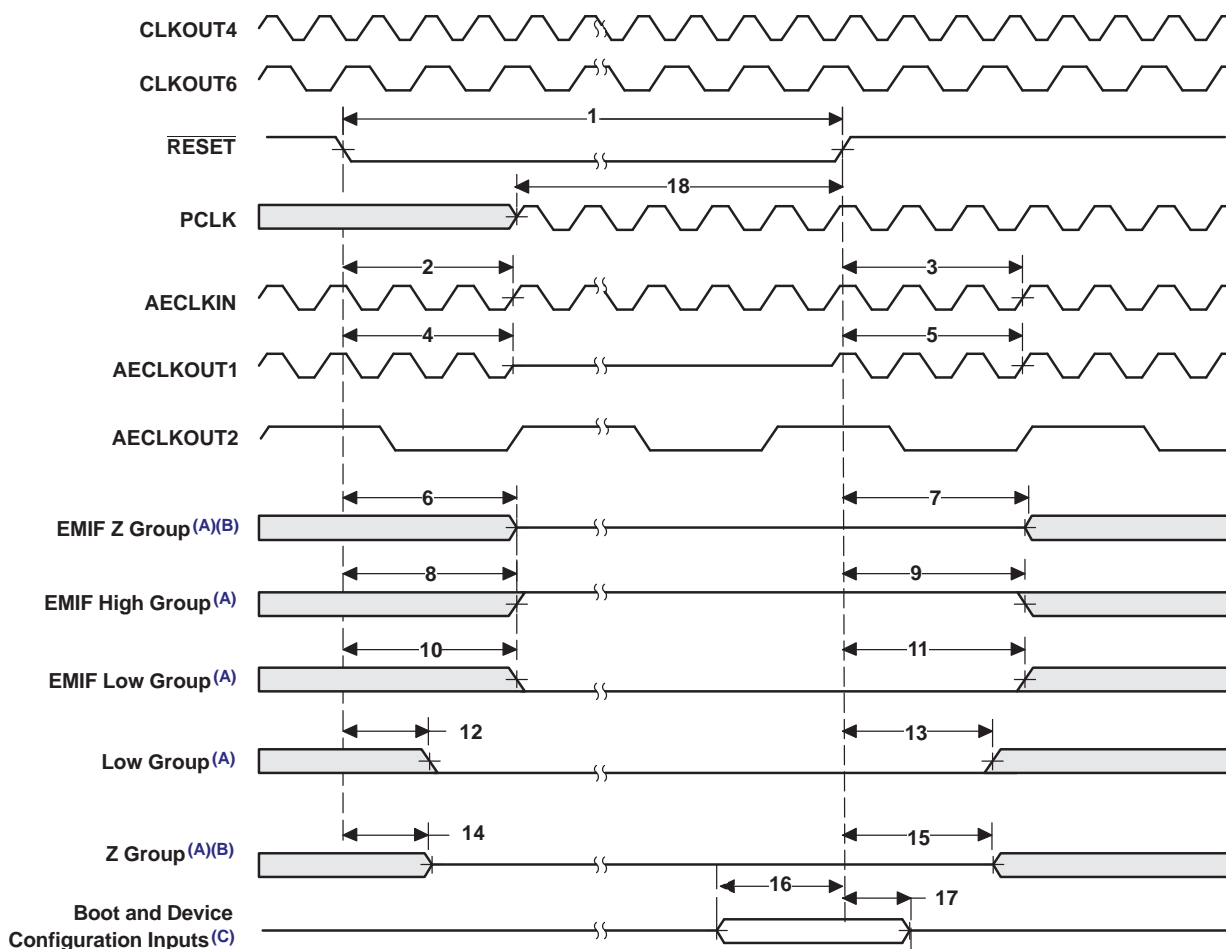 CLKOUT4
CLKOUT6
1
RESET
18
PCLK
2
3
AECLKIN
4
5
AECLKOUT1
AECLKOUT2
6
7
EMIF Z Group(A)(B)
8
9
EMIF High Group(A)
10
11
EMIF Low Group(A)
12
13
Low Group(A)
14
15
Z Group(A)(B)
16
17
Boot and Device
Configuration Inputs(C)